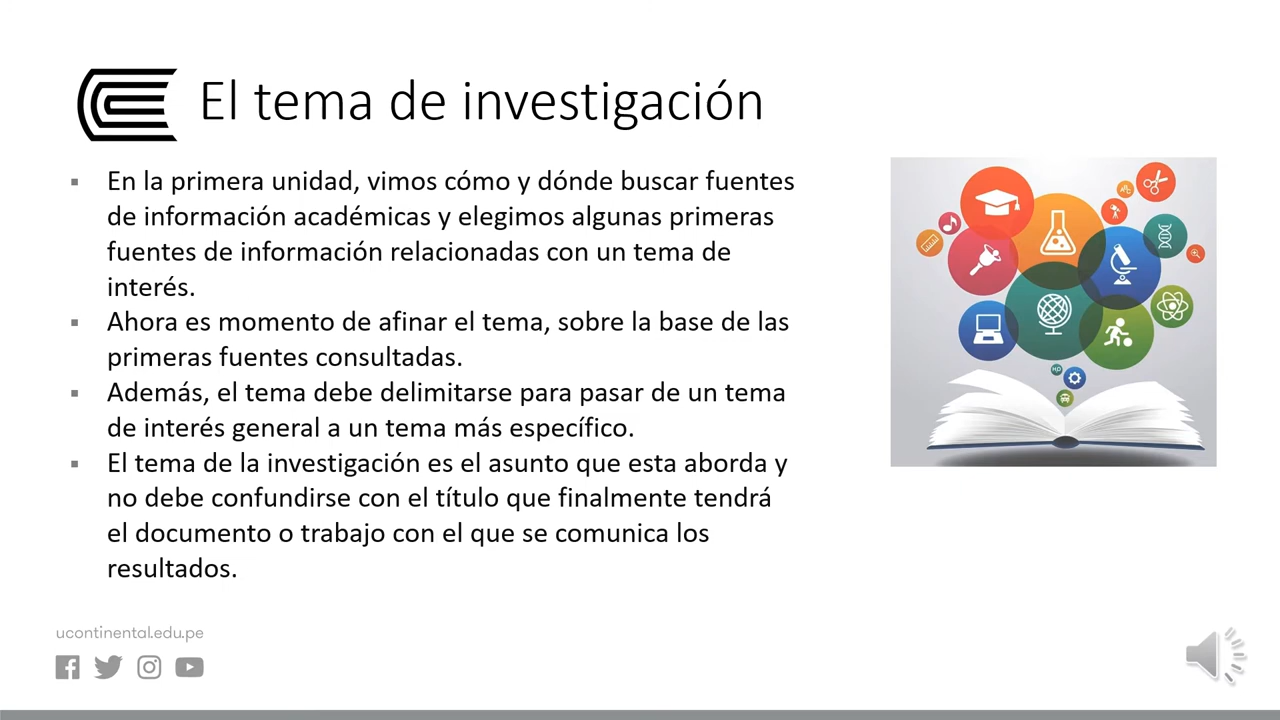 El tema de investigación
▪ En la primera unidad, vimos cómo y dónde buscar fuentes
de información académicas y elegimos algunas primeras
fuentes de información relacionadas con un tema de
interés.
▪ Ahora es momento de afinar el tema, sobre la base de las
primeras fuentes consultadas.
▪ Además, el tema debe delimitarse para pasar de un tema
de interés general a un tema más específico.
▪ El tema de la investigación es el asunto que esta aborda y
no debe confundirse con el título que finalmente tendrá
el documento o trabajo con el que se comunica los
resultados.
H₂O
ucontinental.edu.pe